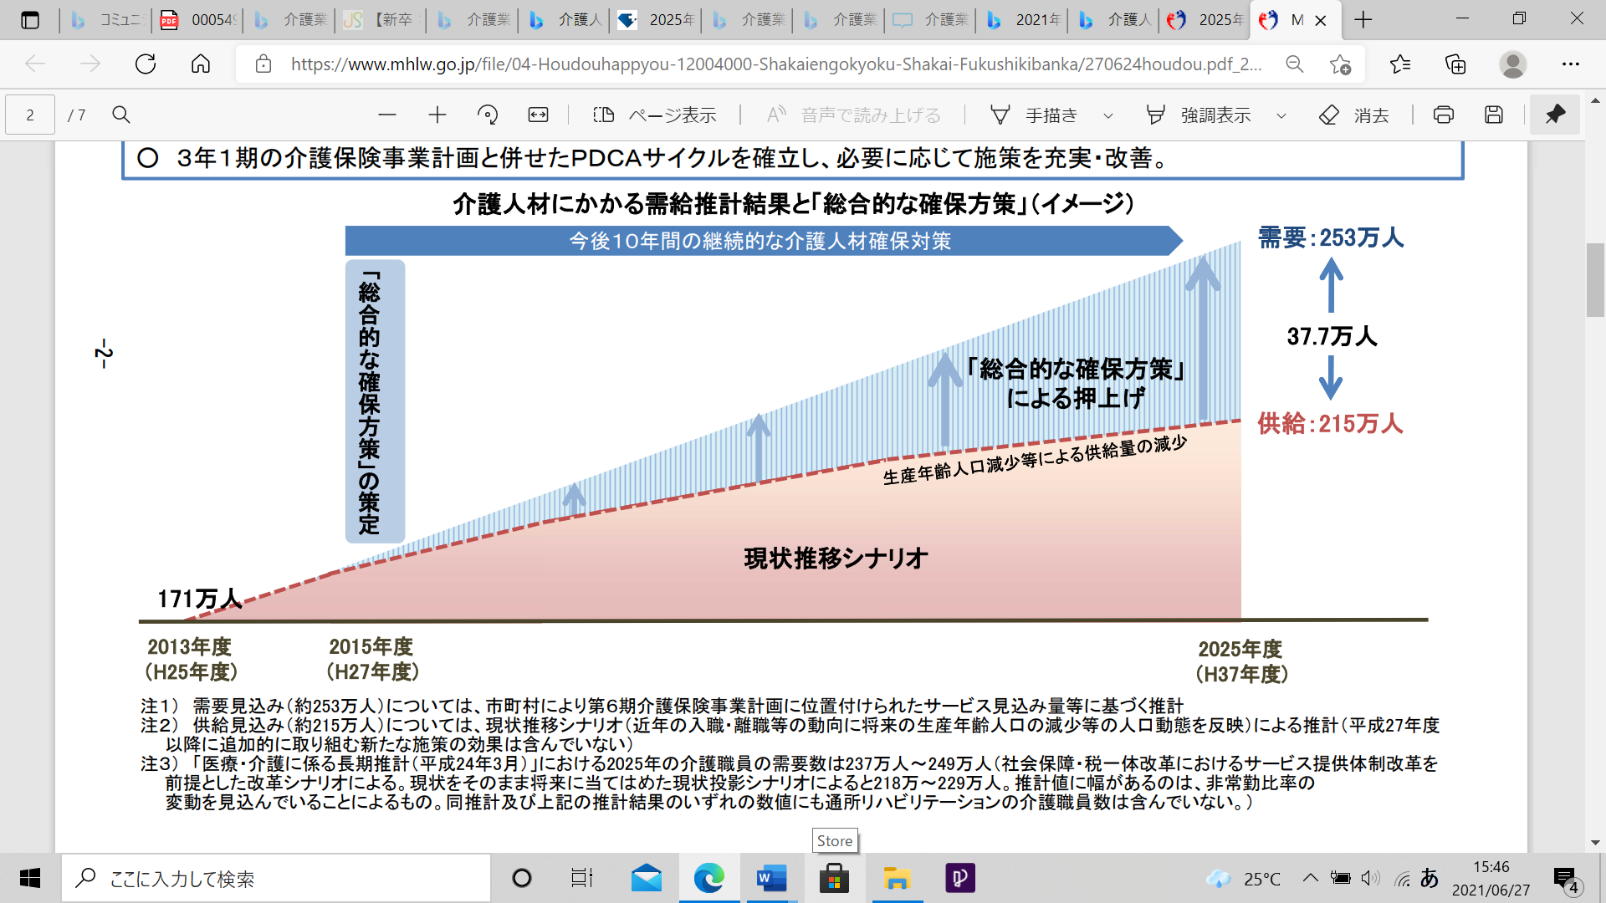 コミュニ
00054
介護業
【新卒
介護業
介護人
2025年
介護業
介護業
介護業
2021年
介護人
2025年
M
https://www.mhlw.go.jp/file/04-Houdouhappyou-12004000-Shakaiengokyoku-Shakai-Fukushikibanka/270624houdou.pdf_2...
2 / 7
ページ表示
音声で読み上げる
手描き
強調表示
消去
○ 3年1期の介護保険事業計画と併せたPDCAサイクルを確立し、必要に応じて施策を充実・改善。
介護人材にかかる需給推計結果と「総合的な確保方策」(イメージ)
今後10年間の継続的な介護人材確保対策
需要:253万人
「総合的な確保方策」の策定
-2-
37.7万人
「総合的な確保方策」
による押上げ
供給:215万人
生産年齢人口減少等による供給量の減少
現状推移シナリオ
171万人
2013年度
(H25年度)
2015年度
(H27年度)
2025年度
(H37年度)
注1) 需要見込み(約253万人)については、市町村により第6期介護保険事業計画に位置付けられたサービス見込み量等に基づく推計
注2) 供給見込み(約215万人)については、現状推移シナリオ(近年の入職・離職等の動向に将来の生産年齢人口の減少等の人口動態を反映)による推計(平成27年度
以降に追加的に取り組む新たな施策の効果は含んでいない)
注3) 「医療・介護に係る長期推計(平成24年3月)」における2025年の介護職員の需要数は237万人~249万人(社会保障・税一体改革におけるサービス提供体制改革を
前提とした改革シナリオによる。現状をそのまま将来に当てはめた現状投影シナリオによると218万~229万人。推計値に幅があるのは、非常勤比率の
変動を見込んでいることによるもの。同推計及び上記の推計結果のいずれの数値にも通所リハビリテーションの介護職員数は含んでいない。)
Store
ここに入力して検索
25℃
あ
15:46
2021/06/27
4